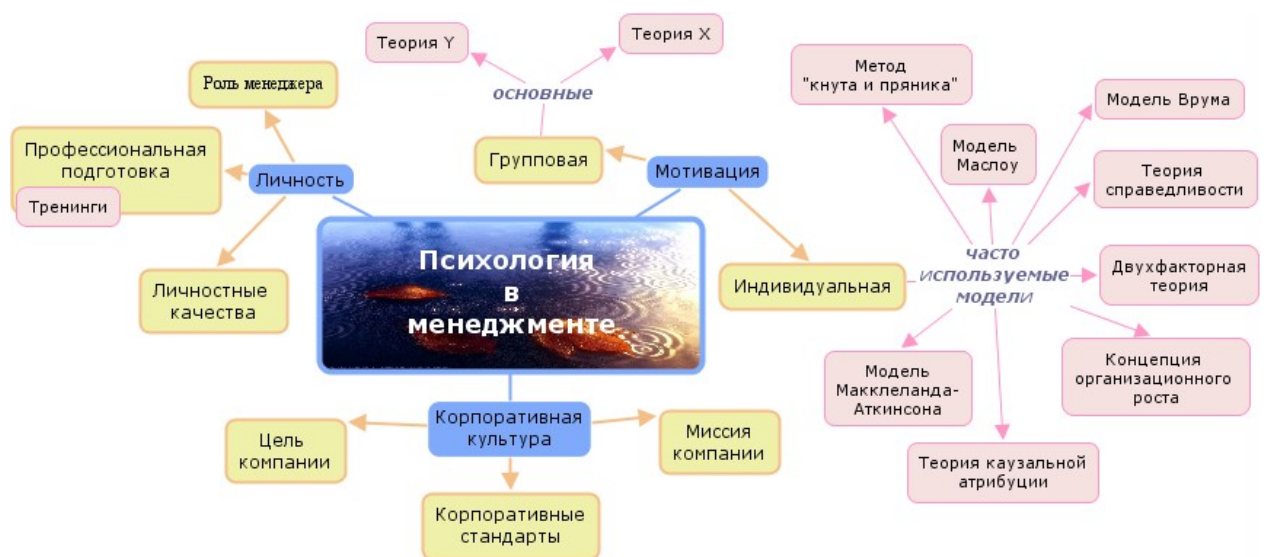 Теория Y
Теория X
основные
Групповая
Роль менеджера
Профессиональная
подготовка
Тренинги
Личность
Личностные
качества
Мотивация
Психология
в
менеджменте
Индивидуальная
часто
используемые
модели
Метод
"кнута и пряника"
Модель
Маслоу
Модель Врума
Теория
справедливости
Двухфакторная
теория
Концепция
организационного
роста
Теория каузальной
атрибуции
Модель
Макклеланда-
Аткинсона
Корпоративная
культура
Цель
компании
Корпоративные
стандарты
Миссия
компании